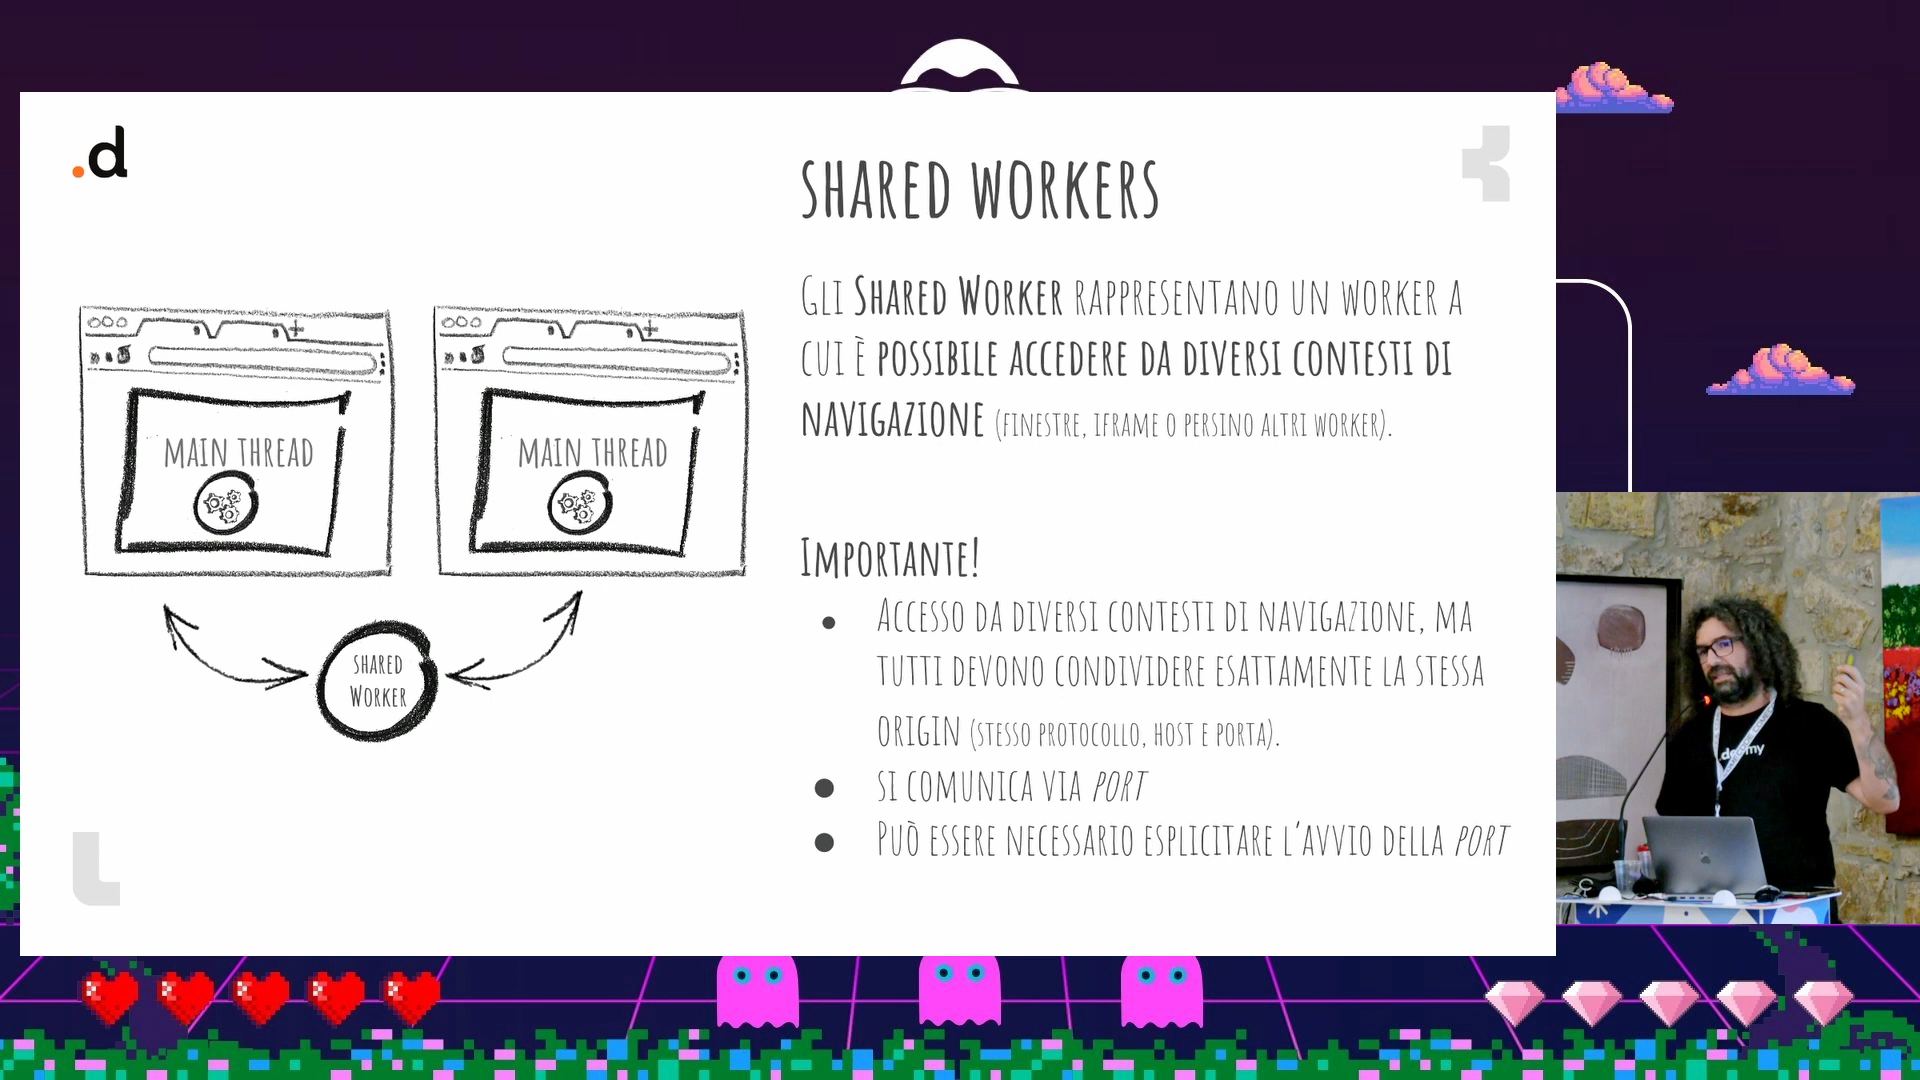 .d
SHARED WORKERS
GLI SHARED WORKER RAPPRESENTANO UN WORKER A
CUI È POSSIBILE ACCEDERE DA DIVERSI CONTESTI DI
NAVIGAZIONE (FINESTRE, IFRAME O PERSINO ALTRI WORKER).
MAIN THREAD
MAIN THREAD
SHARED
WORKER
IMPORTANTE!
● ACCESSO DA DIVERSI CONTESTI DI NAVIGAZIONE, MA
TUTTI DEVONO CONDIVIDERE ESATTAMENTE LA STESSA
ORIGIN (STESSO PROTOCOLLO, HOST E PORTA).
● SI COMUNICA VIA PORT
● PUÒ ESSERE NECESSARIO ESPLICITARE L'AVVIO DELLA PORT